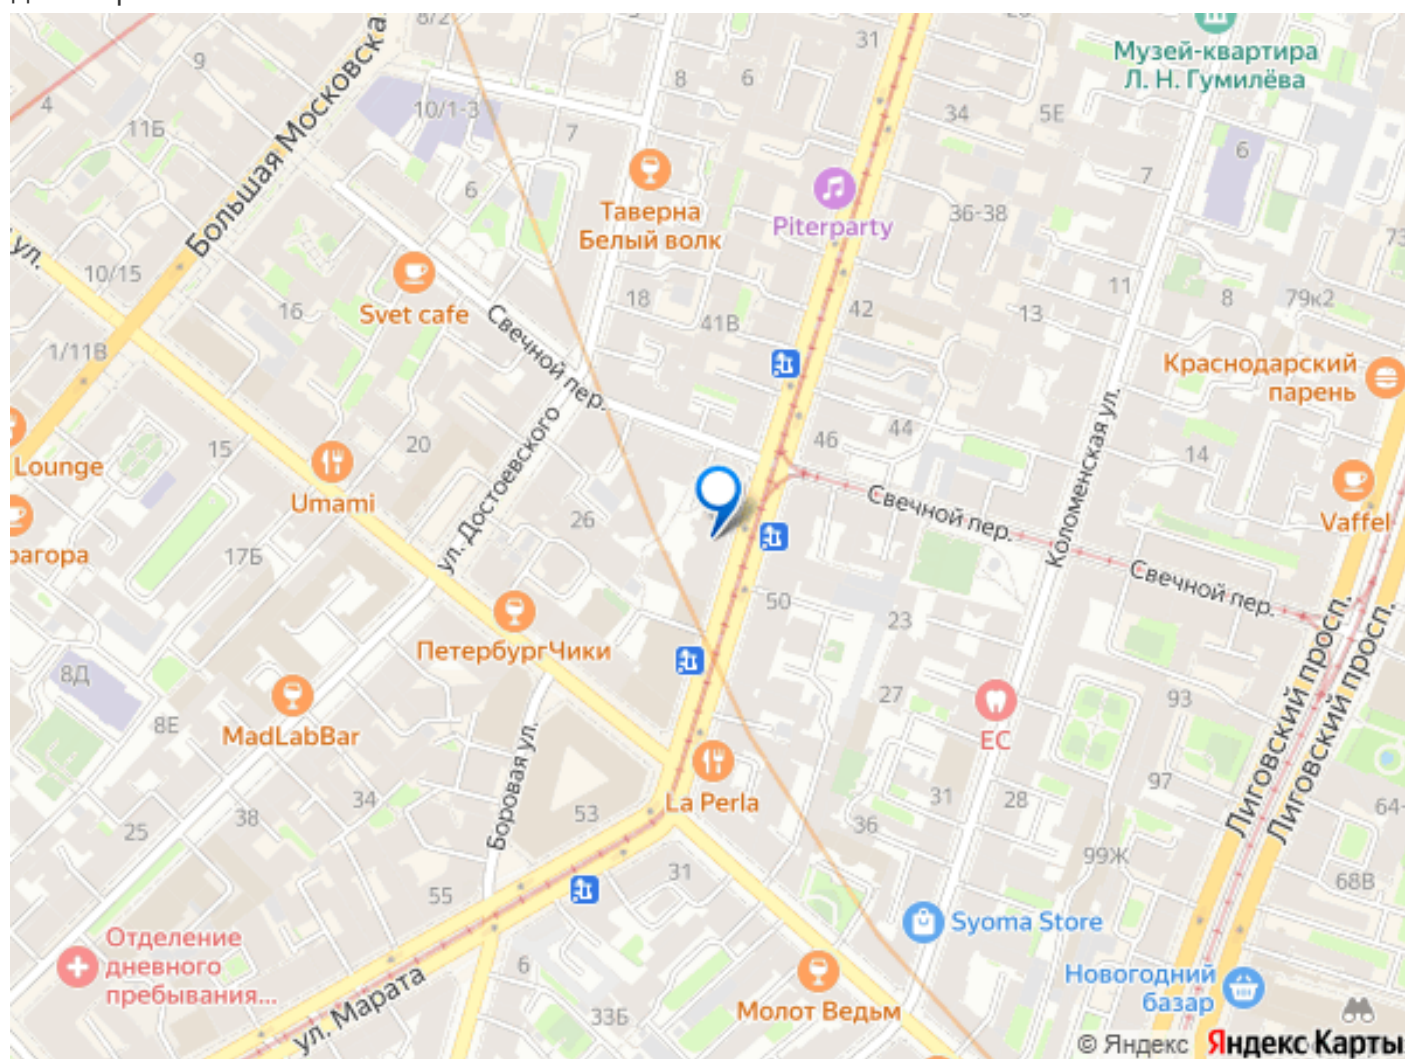 8/2
31
Музей-квартира
Л. Н. Гумилёва
9
4
11Б
10/1-3
8
6
34
5Е
7
6
6
7
Большая Московска
Таверна
Белый волк
Piterparty
36-38
73
ул.
10/15
Svet cafe
16
18
41В
42
11
13
8
79к2
1/11В
Свечной пер.
Краснодарский
парень
Lounge
15
20
Umami
46
44
14
Коломенская ул.
Vaffel
рагора
17Б
ул. Достоевского
26
Свечной пер.
Свечной пер.
50
23
ПетербургЧики
8Д
8Е
MadLabBar
27
ЕС
93
Лиговский просп.
Лиговский просп.
Боровая ул.
La Perla
34
38
25
53
31
28
97
64-
36
99Ж
68В
55
31
Syoma Store
Отделение
дневного
пребывания...
6
ул. Марата
33Б
Молот Ведьм
Новогодний
базар
© Яндекс Яндекс Карты